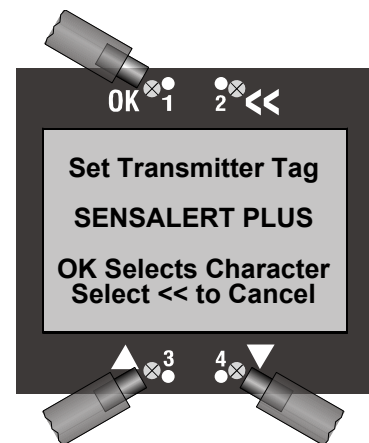 OK 1 2 <<
Set Transmitter Tag
SENSALERT PLUS
OK Selects Character
Select << to Cancel
3 4